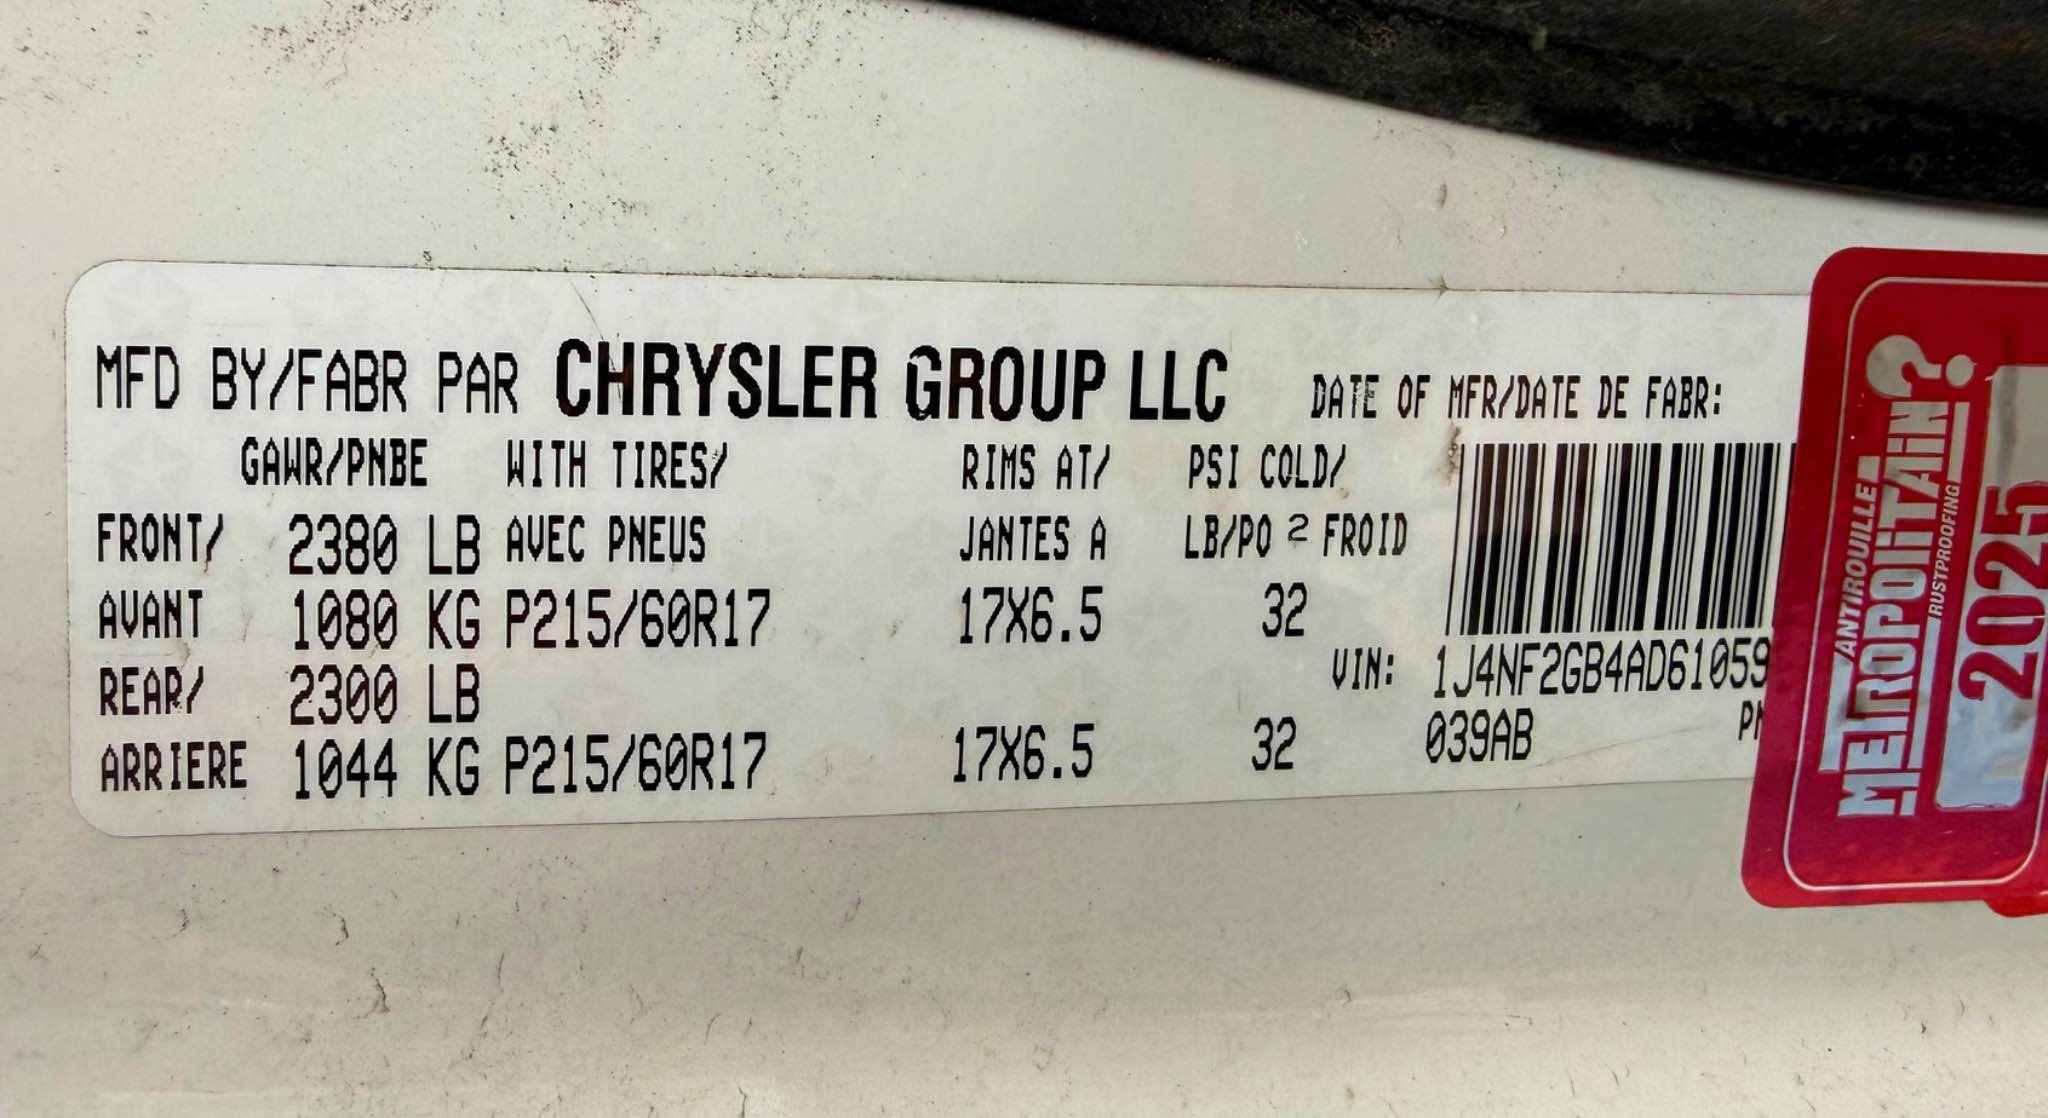 MFD BY/FABR PAR CHRYSLER GROUP LLC DATE OF MFR/DATE DE FABR:
GAWR/PNBE WITH TIRES/ RIMS AT/ PSI COLD/
FRONT/ 2380 LB AVEC PNEUS JANTES A LB/PO 2 FROID
AVANT 1080 KG P215/60R17 17X6.5 32
REAR/ 2300 LB
VIN: 1J4NF2GB4AD61059
ARRIERE 1044 KG P215/60R17 17X6.5 32
039AB
ANTIROUILLE
METROPOLITAIN?
RUSTPROOFING
2025